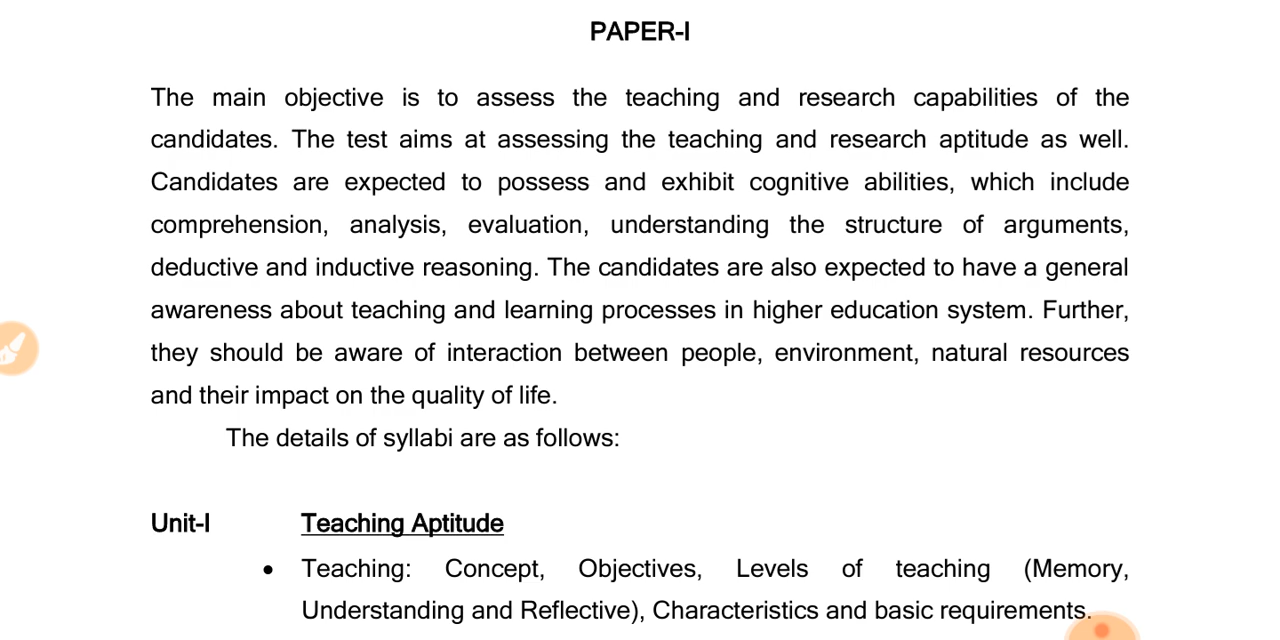 PAPER-I
The main objective is to assess the teaching and research capabilities of the
candidates. The test aims at assessing the teaching and research aptitude as well.
Candidates are expected to possess and exhibit cognitive abilities, which include
comprehension, analysis, evaluation, understanding the structure of arguments,
deductive and inductive reasoning. The candidates are also expected to have a general
awareness about teaching and learning processes in higher education system. Further,
they should be aware of interaction between people, environment, natural resources
and their impact on the quality of life.
The details of syllabi are as follows:
Unit-I Teaching Aptitude
• Teaching: Concept, Objectives, Levels of teaching (Memory,
Understanding and Reflective), Characteristics and basic requirements.